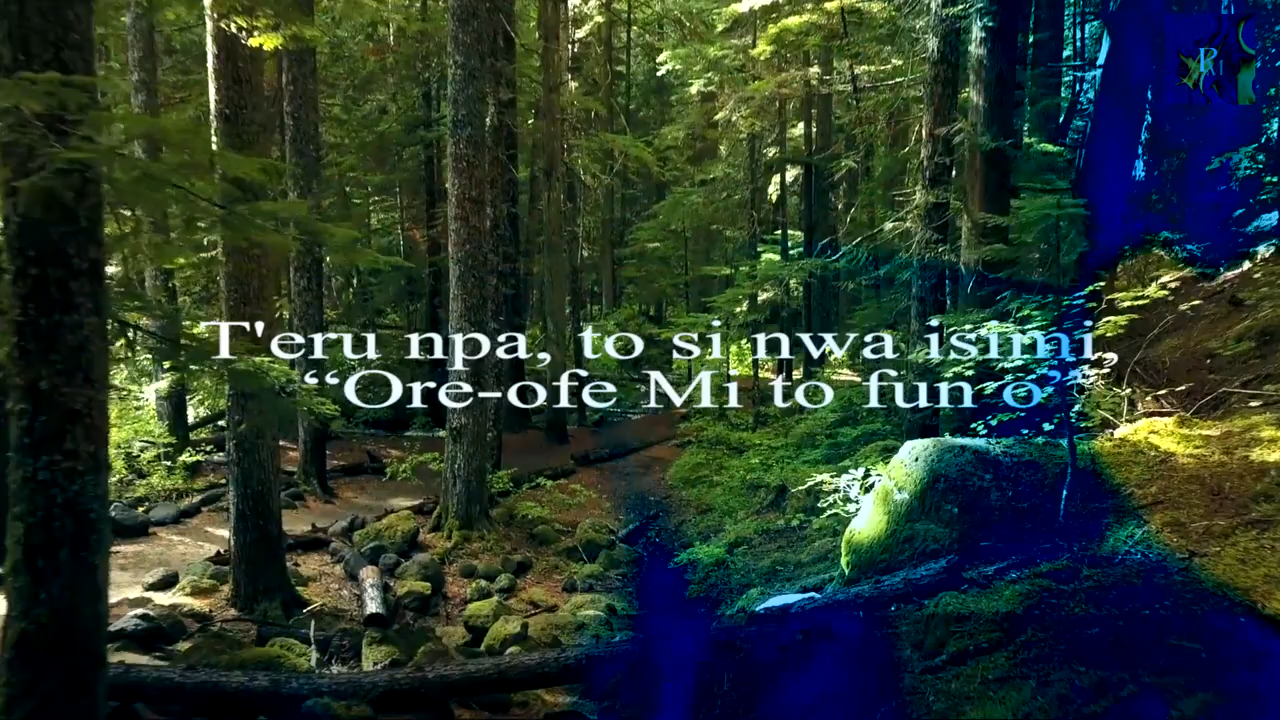 T'eru npa, to si nwa isimi,
“Ore-ofe Mi to fun o”